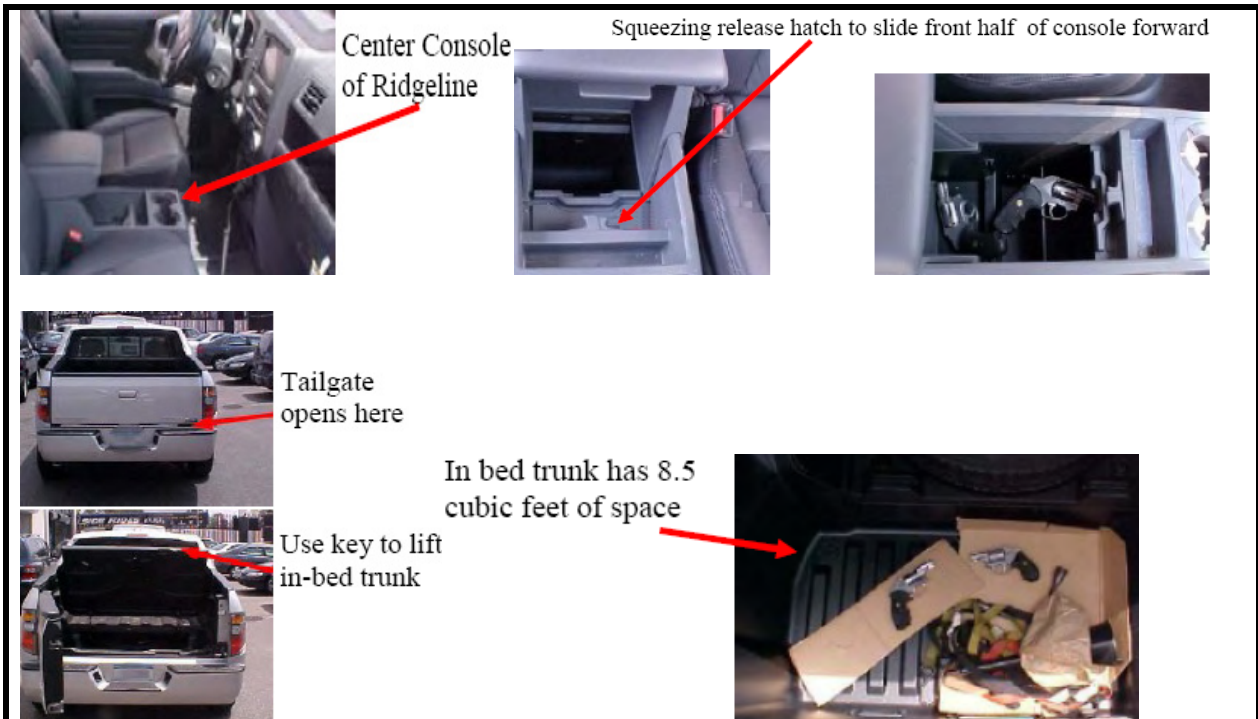 Squeezing release hatch to slide front half of console forward
Center Console
of Ridgeline
Tailgate
opens here
In bed trunk has 8.5
cubic feet of space
Use key to lift
in-bed trunk